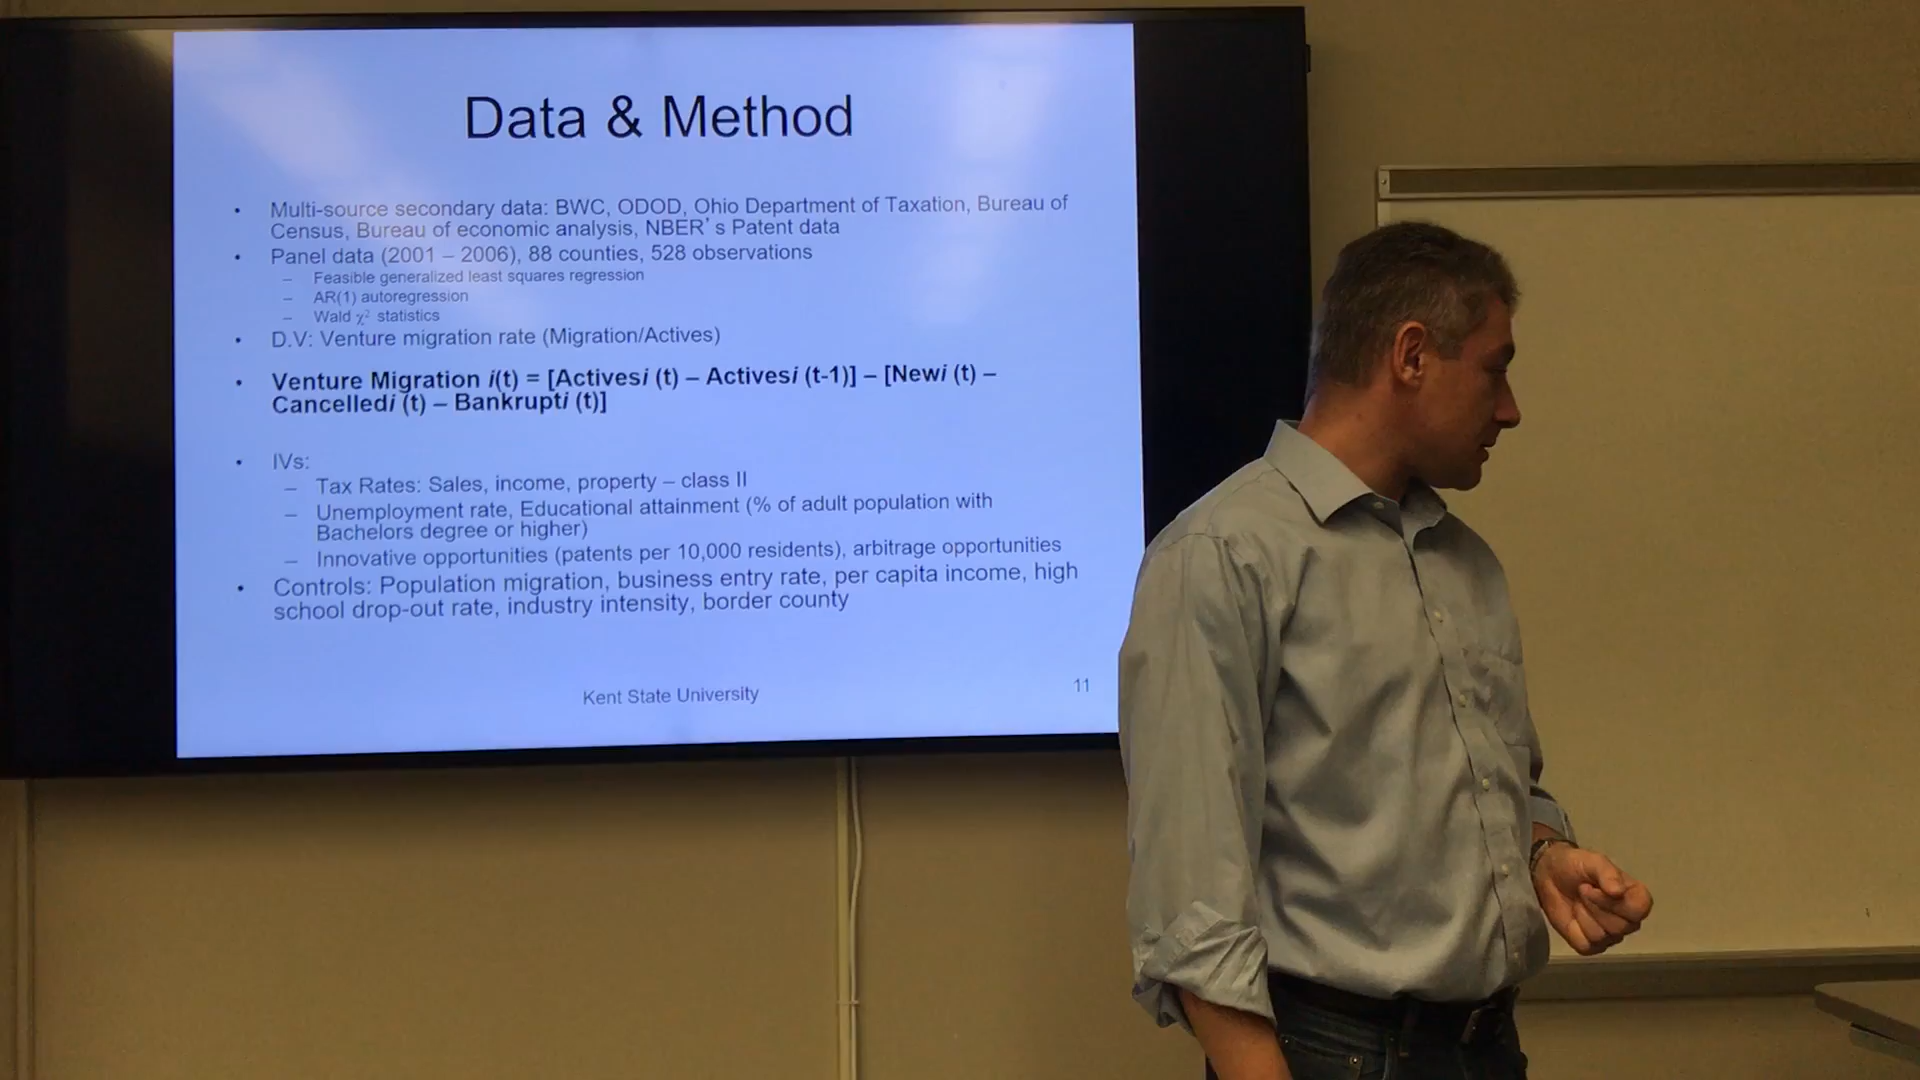 Data & Method
• Multi-source secondary data: BWC, ODOD, Ohio Department of Taxation, Bureau of
Census, Bureau of economic analysis, NBER’s Patent data
• Panel data (2001 – 2006), 88 counties, 528 observations
– Feasible generalized least squares regression
– AR(1) autoregression
– Wald χ² statistics
• D.V: Venture migration rate (Migration/Actives)
• Venture Migration i(t) = [Activesi (t) – Activesi (t-1)] – [Newi (t) –
Cancelledi (t) – Bankrupti (t)]
• IVs:
– Tax Rates: Sales, income, property – class II
– Unemployment rate, Educational attainment (% of adult population with
Bachelors degree or higher)
– Innovative opportunities (patents per 10,000 residents), arbitrage opportunities
• Controls: Population migration, business entry rate, per capita income, high
school drop-out rate, industry intensity, border county
Kent State University
11